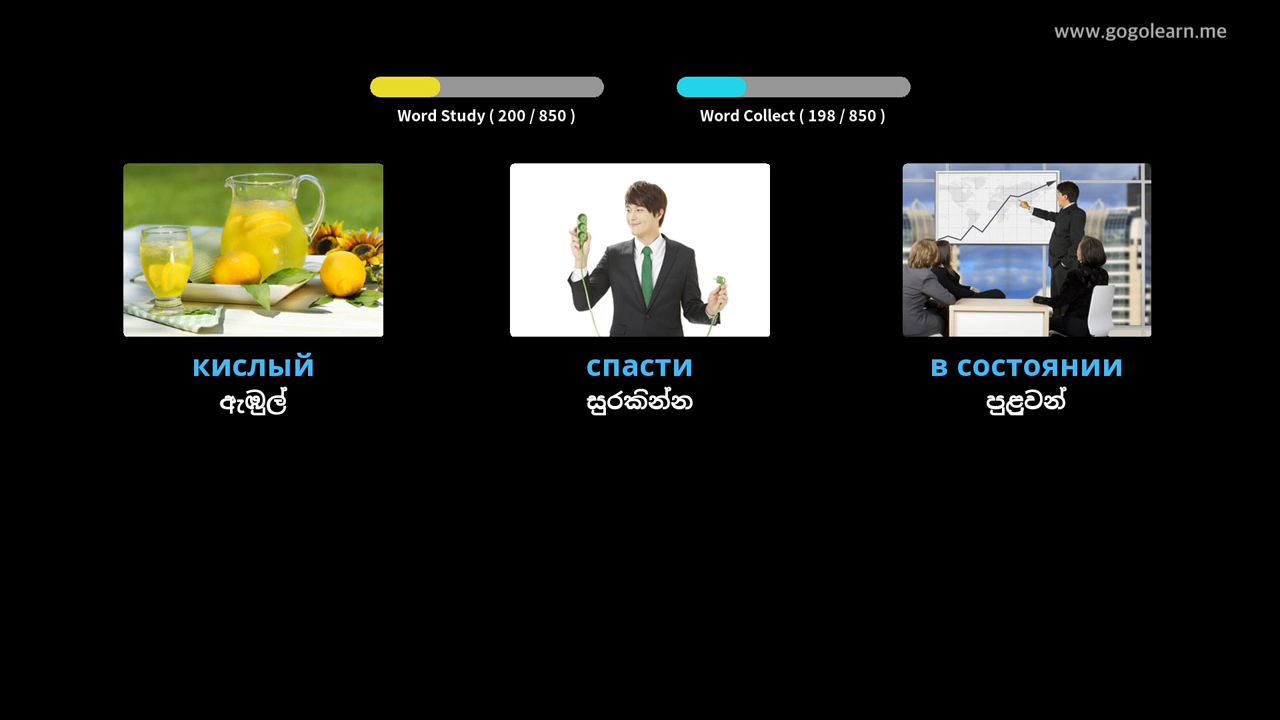 www.gogolearn.me
Word Study ( 200 / 850 )
Word Collect ( 198 / 850 )
кислый
спасти
в состоянии
ඇඹුල්
සුරකින්න
පුළුවන්